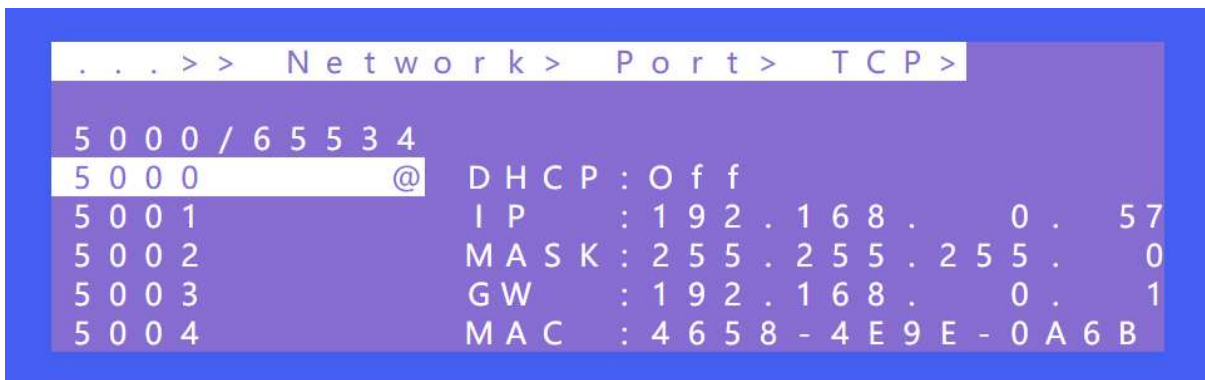 ...>> Network> Port> TCP>
5000/65534
5000 @ DHCP:Off
5001 IP :192.168. 0. 57
5002 MASK:255.255.255. 0
5003 GW :192.168. 0. 1
5004 MAC :4658-4E9E-0A6B